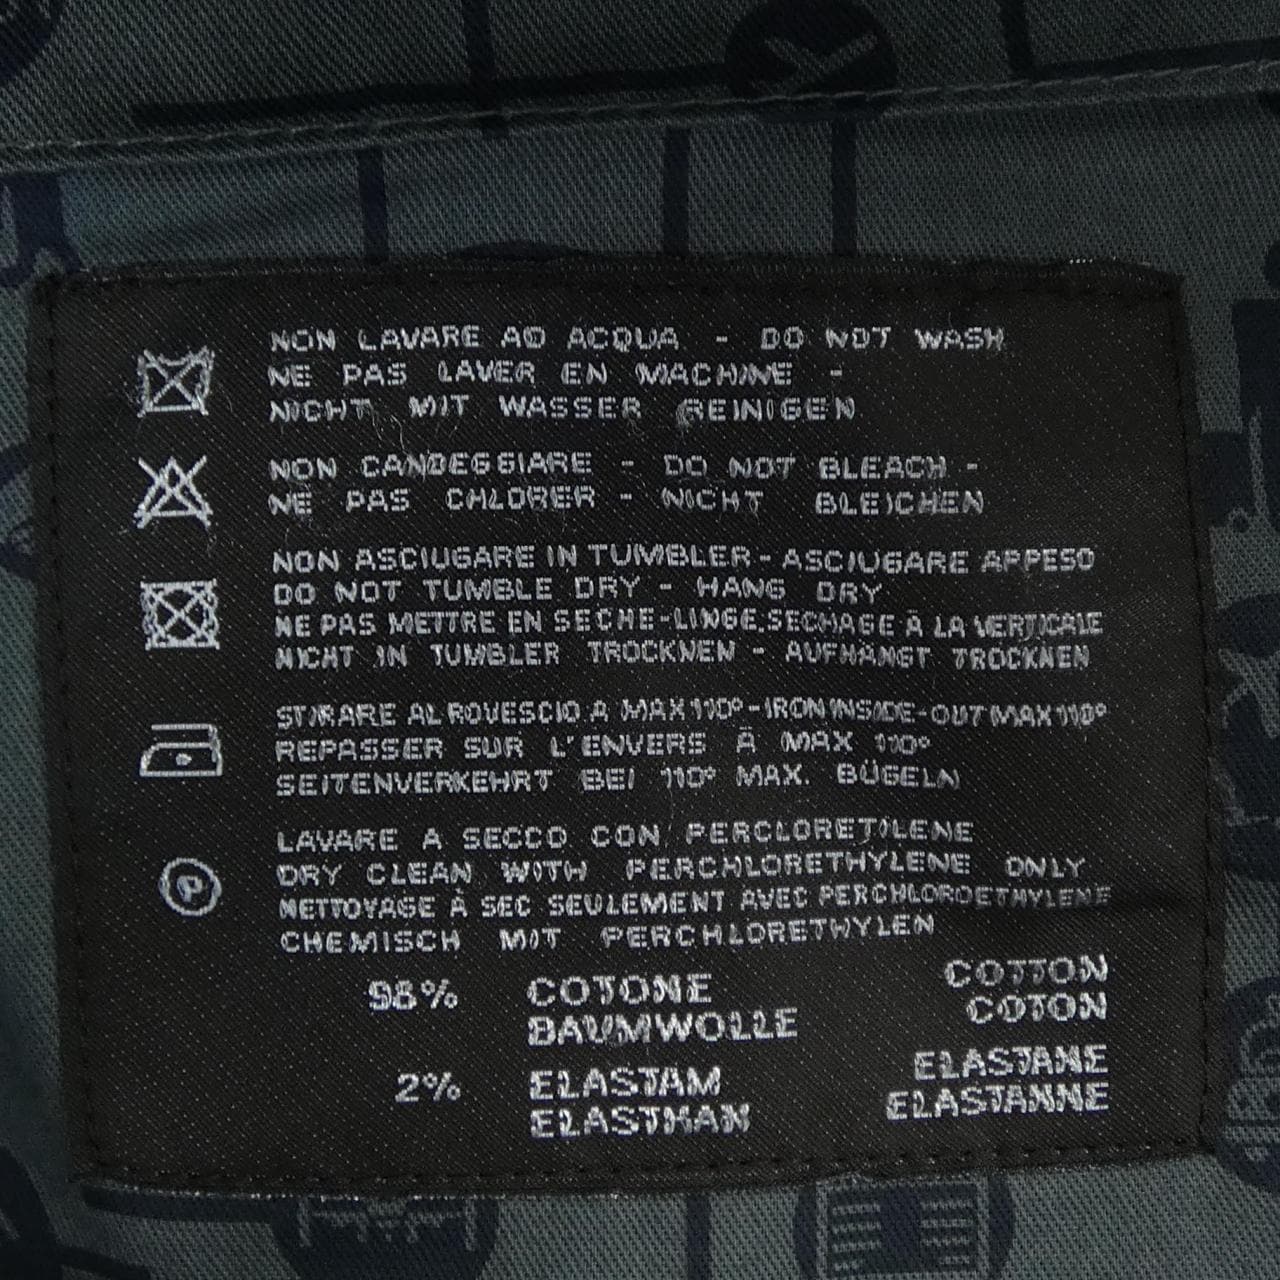 NON LAVARE AD ACQUA - DO NOT WASH
NE PAS LAVER EN MACHINE -
NICHT MIT WASSER REINIGEN
NON CANDEGGIARE - DO NOT BLEACH -
NE PAS CHLORER - NICHT BLEICHEN
NON ASCIUGARE IN TUMBLER - ASCIUGARE APPESO
DO NOT TUMBLE DRY - HANG DRY
NE PAS METTRE EN SECHE-LINGE, SECHAGE À LA VERTICALE
NICHT IN TUMBLER TROCKNEN - AUFHÄNGT TROCKNEN
STIRARE AL ROVESCIO A MAX 110° - IRON INSIDE-OUT MAX 110°
REPASSER SUR L'ENVERS À MAX 110°
SEITENVERKEHRT BEI 110° MAX. BÜGELN
LAVARE A SECCO CON PERCLORETILENE
P DRY CLEAN WITH PERCHLORETHYLENE ONLY
NETTOYAGE À SEC SEULEMENT AVEC PERCHLOROETHYLENE
CHEMISCH MIT PERCHLORETHYLEN
98% COTONE COTTON
BAUMWOLLE COTON
2% ELASTAM ELASTANE
ELASTHAN ELASTANNE